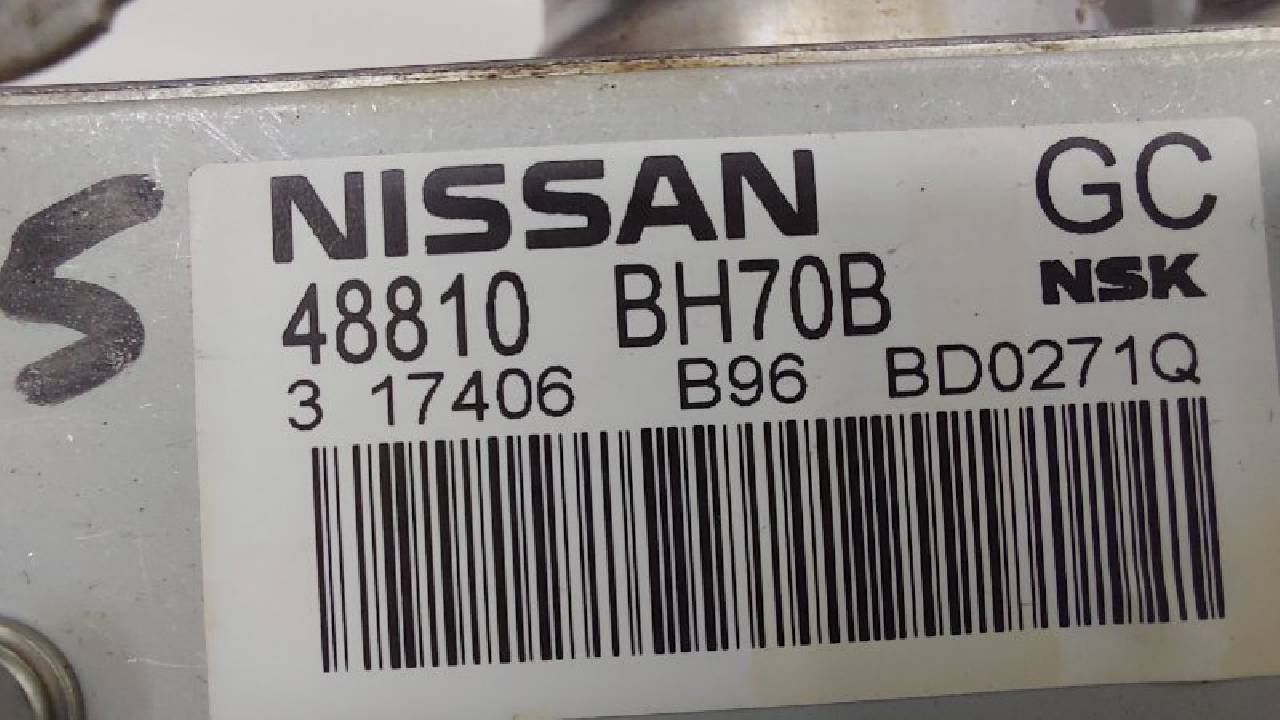 S
NISSAN GC
48810 BH70B NSK
3 17406 B96 BD0271Q